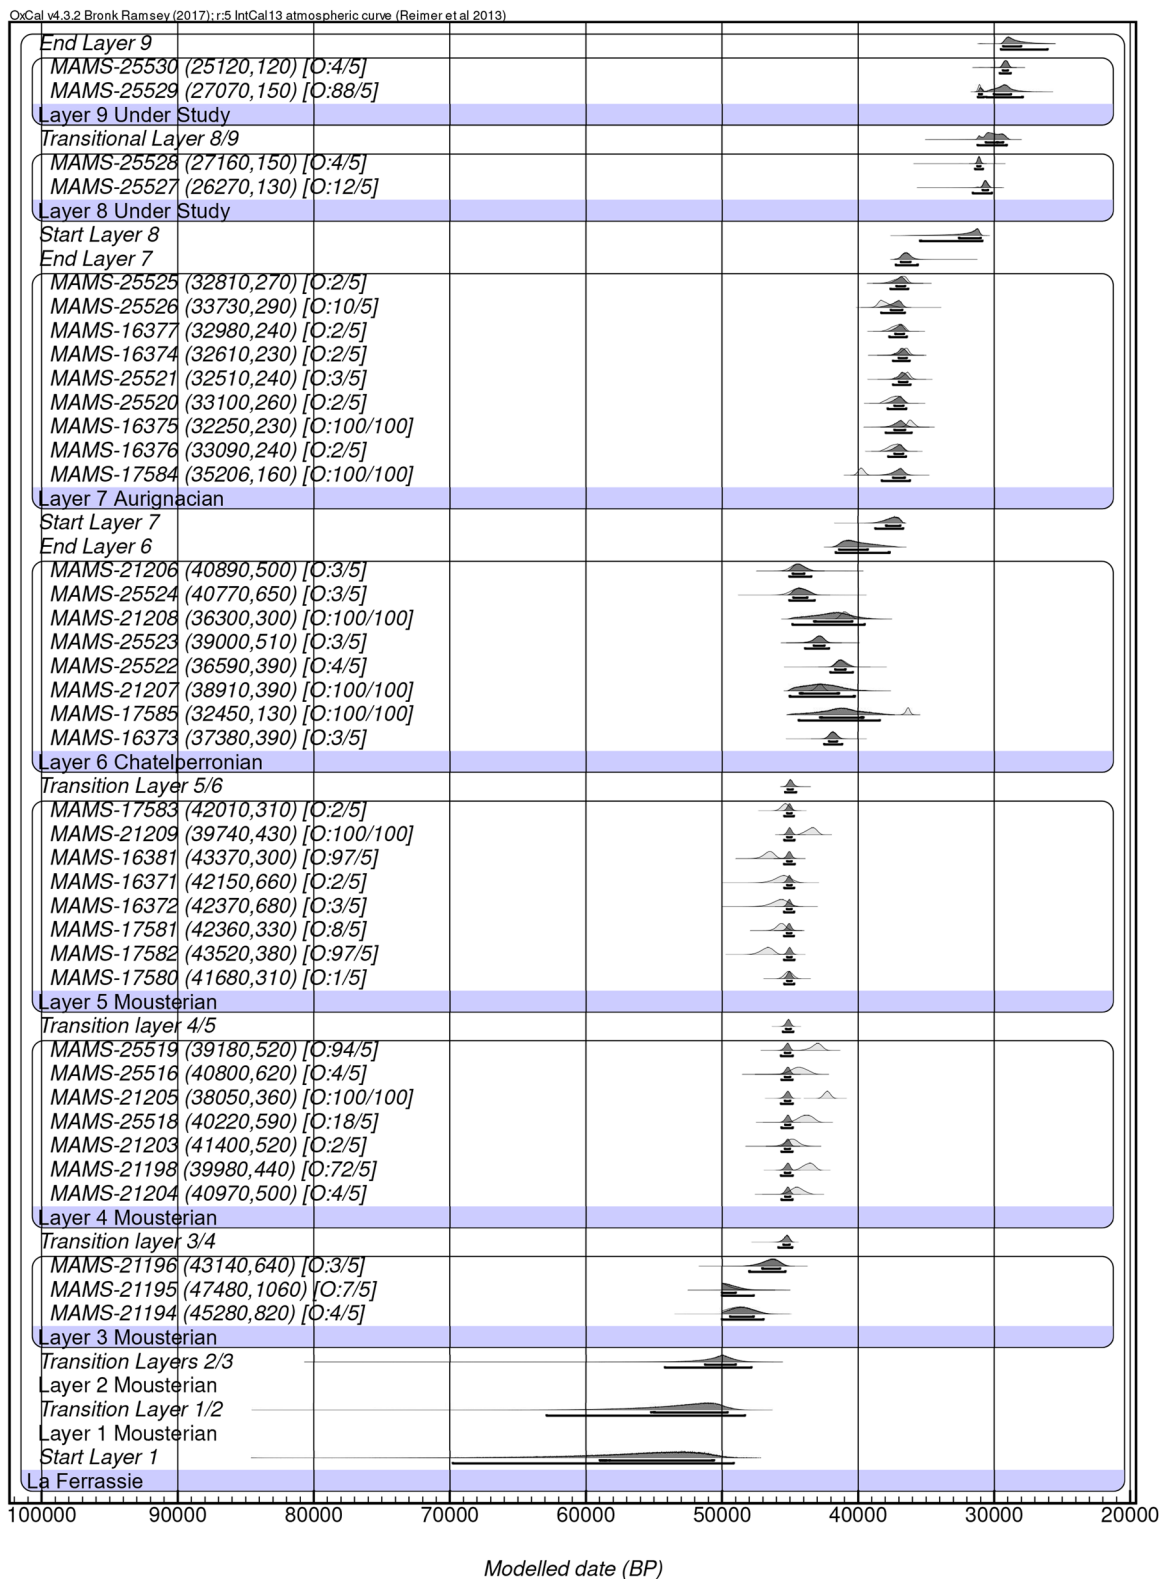 OxCal v4.3.2 Bronk Ramsey (2017); r:5 IntCal13 atmospheric curve (Reimer et al 2013)
End Layer 9
MAMS-25530 (25120,120) [O:4/5]
MAMS-25529 (27070,150) [O:88/5]
Layer 9 Under Study
Transitional Layer 8/9
MAMS-25528 (27160,150) [O:4/5]
MAMS-25527 (26270,130) [O:12/5]
Layer 8 Under Study
Start Layer 8
End Layer 7
MAMS-25525 (32810,270) [O:2/5]
MAMS-25526 (33730,290) [O:10/5]
MAMS-16377 (32980,240) [O:2/5]
MAMS-16374 (32610,230) [O:2/5]
MAMS-25521 (32510,240) [O:3/5]
MAMS-25520 (33100,260) [O:2/5]
MAMS-16375 (32250,230) [O:100/100]
MAMS-16376 (33090,240) [O:2/5]
MAMS-17584 (35206,160) [O:100/100]
Layer 7 Aurignacian
Start Layer 7
End Layer 6
MAMS-21206 (40890,500) [O:3/5]
MAMS-25524 (40770,650) [O:3/5]
MAMS-21208 (36300,300) [O:100/100]
MAMS-25523 (39000,510) [O:3/5]
MAMS-25522 (36590,390) [O:4/5]
MAMS-21207 (38910,390) [O:100/100]
MAMS-17585 (32450,130) [O:100/100]
MAMS-16373 (37380,390) [O:3/5]
Layer 6 Chatelperronian
Transition Layer 5/6
MAMS-17583 (42010,310) [O:2/5]
MAMS-21209 (39740,430) [O:100/100]
MAMS-16381 (43370,300) [O:97/5]
MAMS-16371 (42150,660) [O:2/5]
MAMS-16372 (42370,680) [O:3/5]
MAMS-17581 (42360,330) [O:8/5]
MAMS-17582 (43520,380) [O:97/5]
MAMS-17580 (41680,310) [O:1/5]
Layer 5 Mousterian
Transition layer 4/5
MAMS-25519 (39180,520) [O:94/5]
MAMS-25516 (40800,620) [O:4/5]
MAMS-21205 (38050,360) [O:100/100]
MAMS-25518 (40220,590) [O:18/5]
MAMS-21203 (41400,520) [O:2/5]
MAMS-21198 (39980,440) [O:72/5]
MAMS-21204 (40970,500) [O:4/5]
Layer 4 Mousterian
Transition layer 3/4
MAMS-21196 (43140,640) [O:3/5]
MAMS-21195 (47480,1060) [O:7/5]
MAMS-21194 (45280,820) [O:4/5]
Layer 3 Mousterian
Transition Layers 2/3
Layer 2 Mousterian
Transition Layer 1/2
Layer 1 Mousterian
Start Layer 1
La Ferrassie
100000 90000 80000 70000 60000 50000 40000 30000 20000
Modelled date (BP)